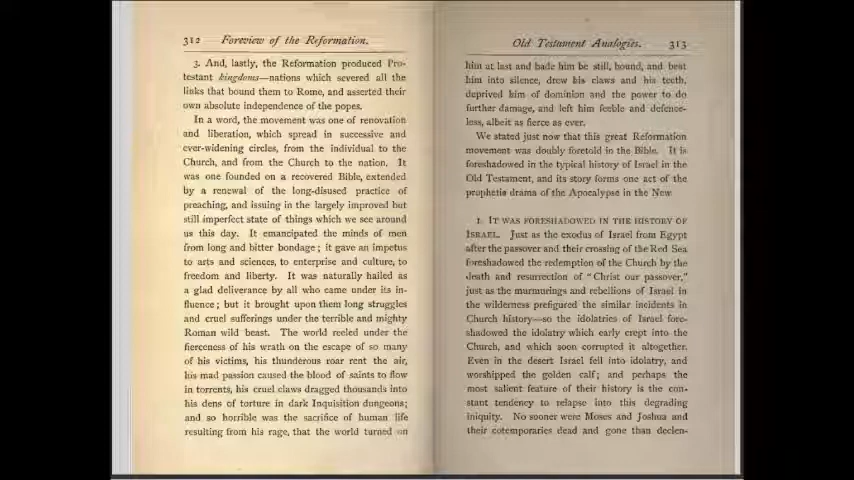 312 Foreview of the Reformation.
3. And, lastly, the Reformation produced Pro-
testant kingdoms—nations which severed all the
links that bound them to Rome, and asserted their
own absolute independence of the popes.
In a word, the movement was one of renovation
and liberation, which spread in successive and
ever-widening circles, from the individual to the
Church, and from the Church to the nation. It
was one founded on a recovered Bible, extended
by a renewal of the long-disused practice of
preaching, and issuing in the largely improved but
still imperfect state of things which we see around
us this day. It emancipated the minds of men
from long and bitter bondage; it gave an impetus
to arts and sciences, to enterprise and culture, to
freedom and liberty. It was naturally hailed as
a glad deliverance by all who came under its in-
fluence; but it brought upon them long struggles
and cruel sufferings under the terrible and mighty
Roman wild beast. The world reeled under the
fierceness of his wrath on the escape of so many
of his victims, his thunderous roar rent the air,
his mad passion caused the blood of saints to flow
in torrents, his cruel claws dragged thousands into
his dens of torture in dark Inquisition dungeons;
and so horrible was the sacrifice of human life
resulting from his rage, that the world turned on
Old Testament Analogies. 313
him at last and bade him be still, bound, and beat
him into silence, drew his claws and his teeth,
deprived him of dominion and the power to do
further damage, and left him feeble and defence-
less, albeit as fierce as ever.
We stated just now that this great Reformation
movement was doubly foretold in the Bible. It is
foreshadowed in the typical history of Israel in the
Old Testament, and its story forms one act of the
prophetic drama of the Apocalypse in the New
1. IT WAS FORESHADOWED IN THE HISTORY OF
ISRAEL. Just as the exodus of Israel from Egypt
after the passover and their crossing of the Red Sea
foreshadowed the redemption of the Church by the
death and resurrection of "Christ our passover,"
just as the murmurings and rebellions of Israel in
the wilderness prefigured the similar incidents in
Church history—so the idolatries of Israel fore-
shadowed the idolatry which early crept into the
Church, and which soon corrupted it altogether.
Even in the desert Israel fell into idolatry, and
worshipped the golden calf; and perhaps the
most salient feature of their history is the con-
stant tendency to relapse into this degrading
iniquity. No sooner were Moses and Joshua and
their cotemporaries dead and gone than declen-